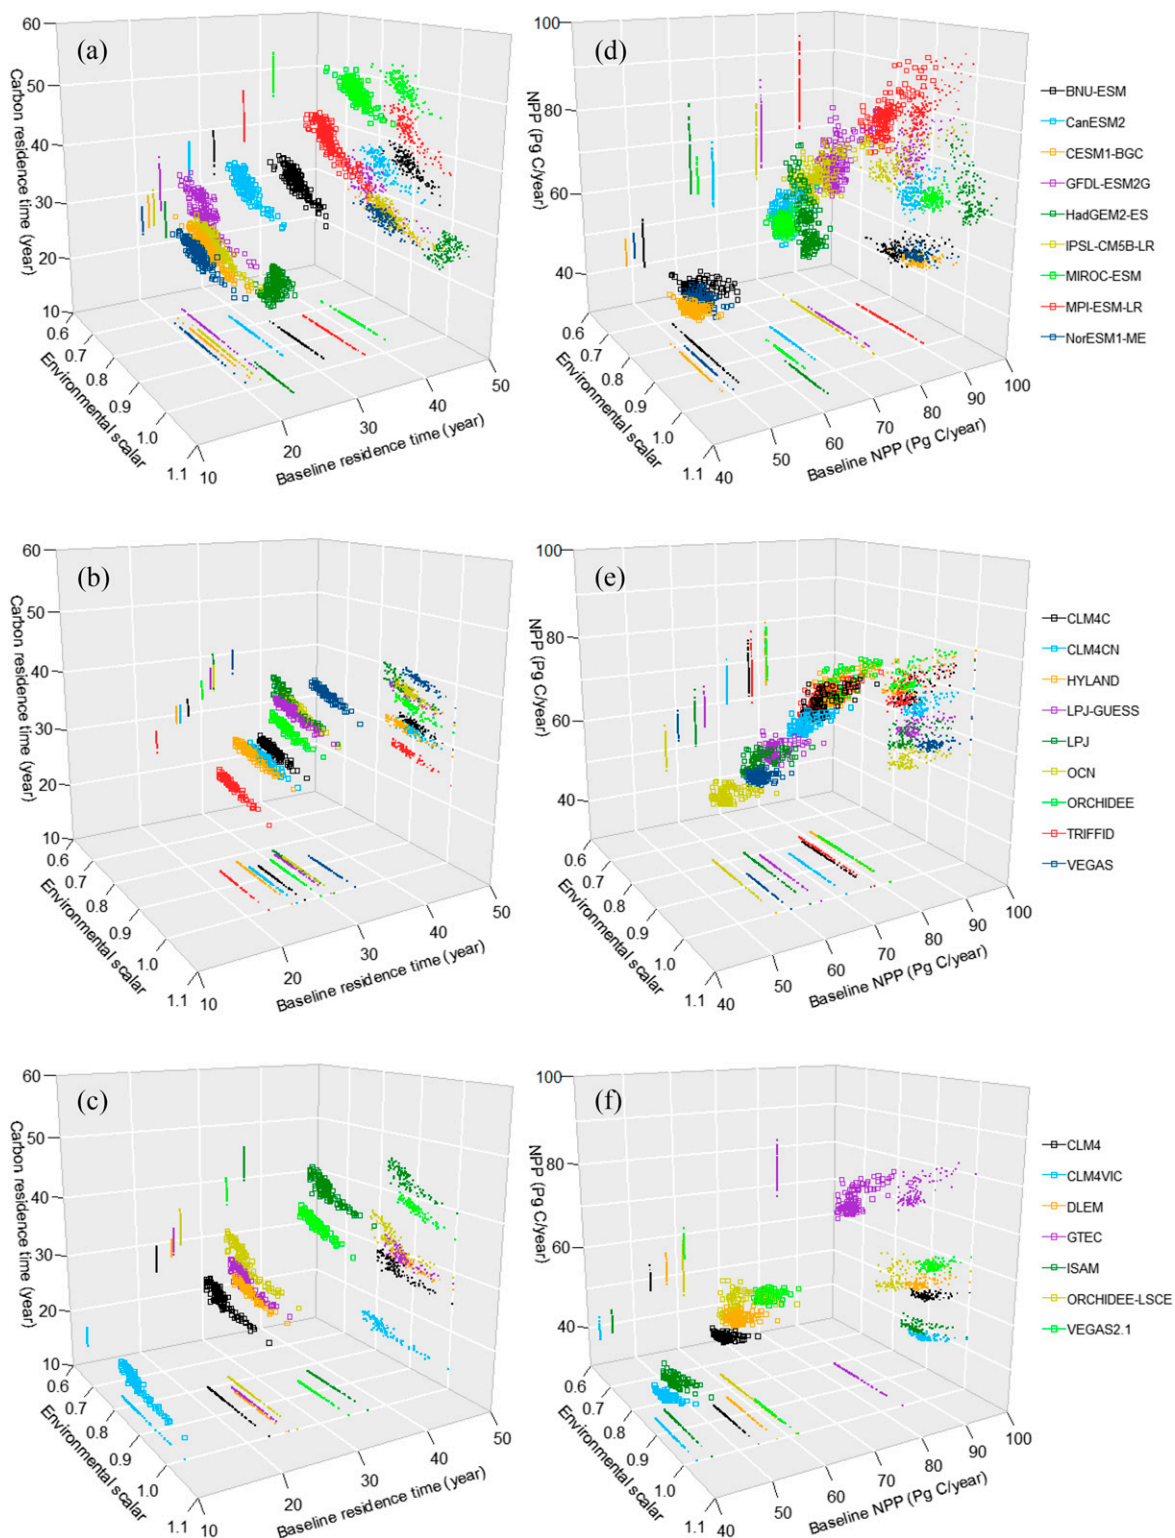 (a)
60
50
40
30
20
10
Carbon residence time (year)
0.6
0.7
0.8
0.9
1.0
1.1
Environmental scalar
10
20
30
40
50
Baseline residence time (year)
(d)
100
80
60
40
NPP (Pg C/year)
0.6
0.7
0.8
0.9
1.0
1.1
Environmental scalar
40
50
60
70
80
90
100
Baseline NPP (Pg C/year)
BNU-ESM
CanESM2
CESM1-BGC
GFDL-ESM2G
HadGEM2-ES
IPSL-CM5B-LR
MIROC-ESM
MPI-ESM-LR
NorESM1-ME
(b)
60
50
40
30
20
10
Carbon residence time (year)
0.6
0.7
0.8
0.9
1.0
1.1
Environmental scalar
10
20
30
40
50
Baseline residence time (year)
(e)
100
80
60
40
NPP (Pg C/year)
0.6
0.7
0.8
0.9
1.0
1.1
Environmental scalar
40
50
60
70
80
90
100
Baseline NPP (Pg C/year)
CLM4C
CLM4CN
HYLAND
LPJ-GUESS
LPJ
OCN
ORCHIDEE
TRIFFID
VEGAS
(c)
60
50
40
30
20
10
Carbon residence time (year)
0.6
0.7
0.8
0.9
1.0
1.1
Environmental scalar
10
20
30
40
50
Baseline residence time (year)
(f)
100
80
60
40
NPP (Pg C/year)
0.6
0.7
0.8
0.9
1.0
1.1
Environmental scalar
40
50
60
70
80
90
100
Baseline NPP (Pg C/year)
CLM4
CLM4VIC
DLEM
GTEC
ISAM
ORCHIDEE-LSCE
VEGAS2.1